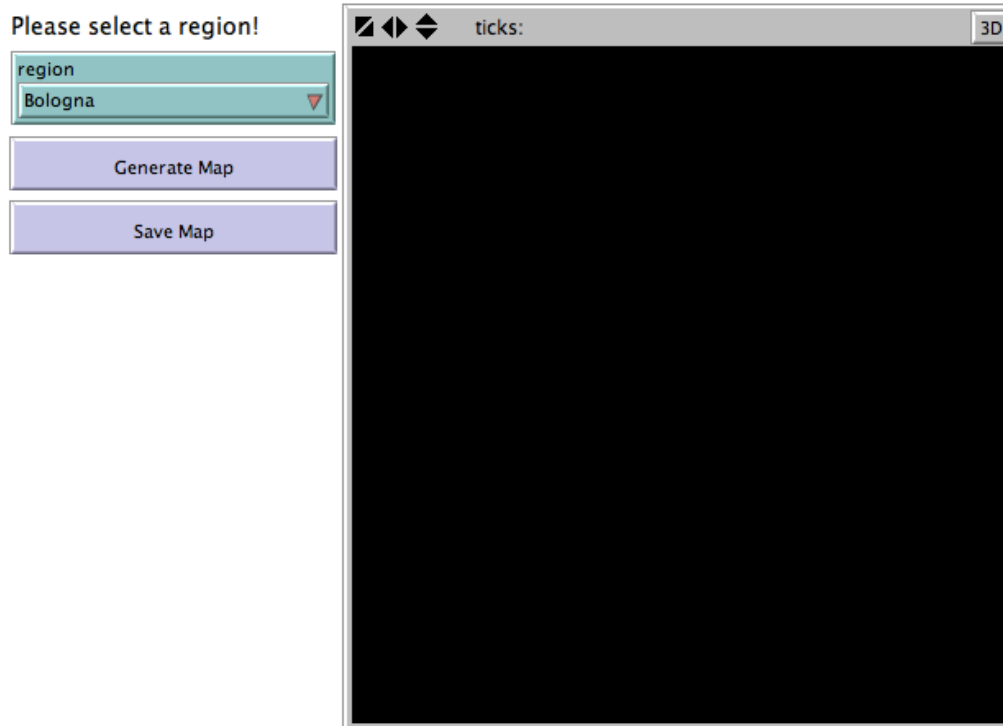 Please select a region!
region
Bologna
Generate Map
Save Map
ticks:
3D